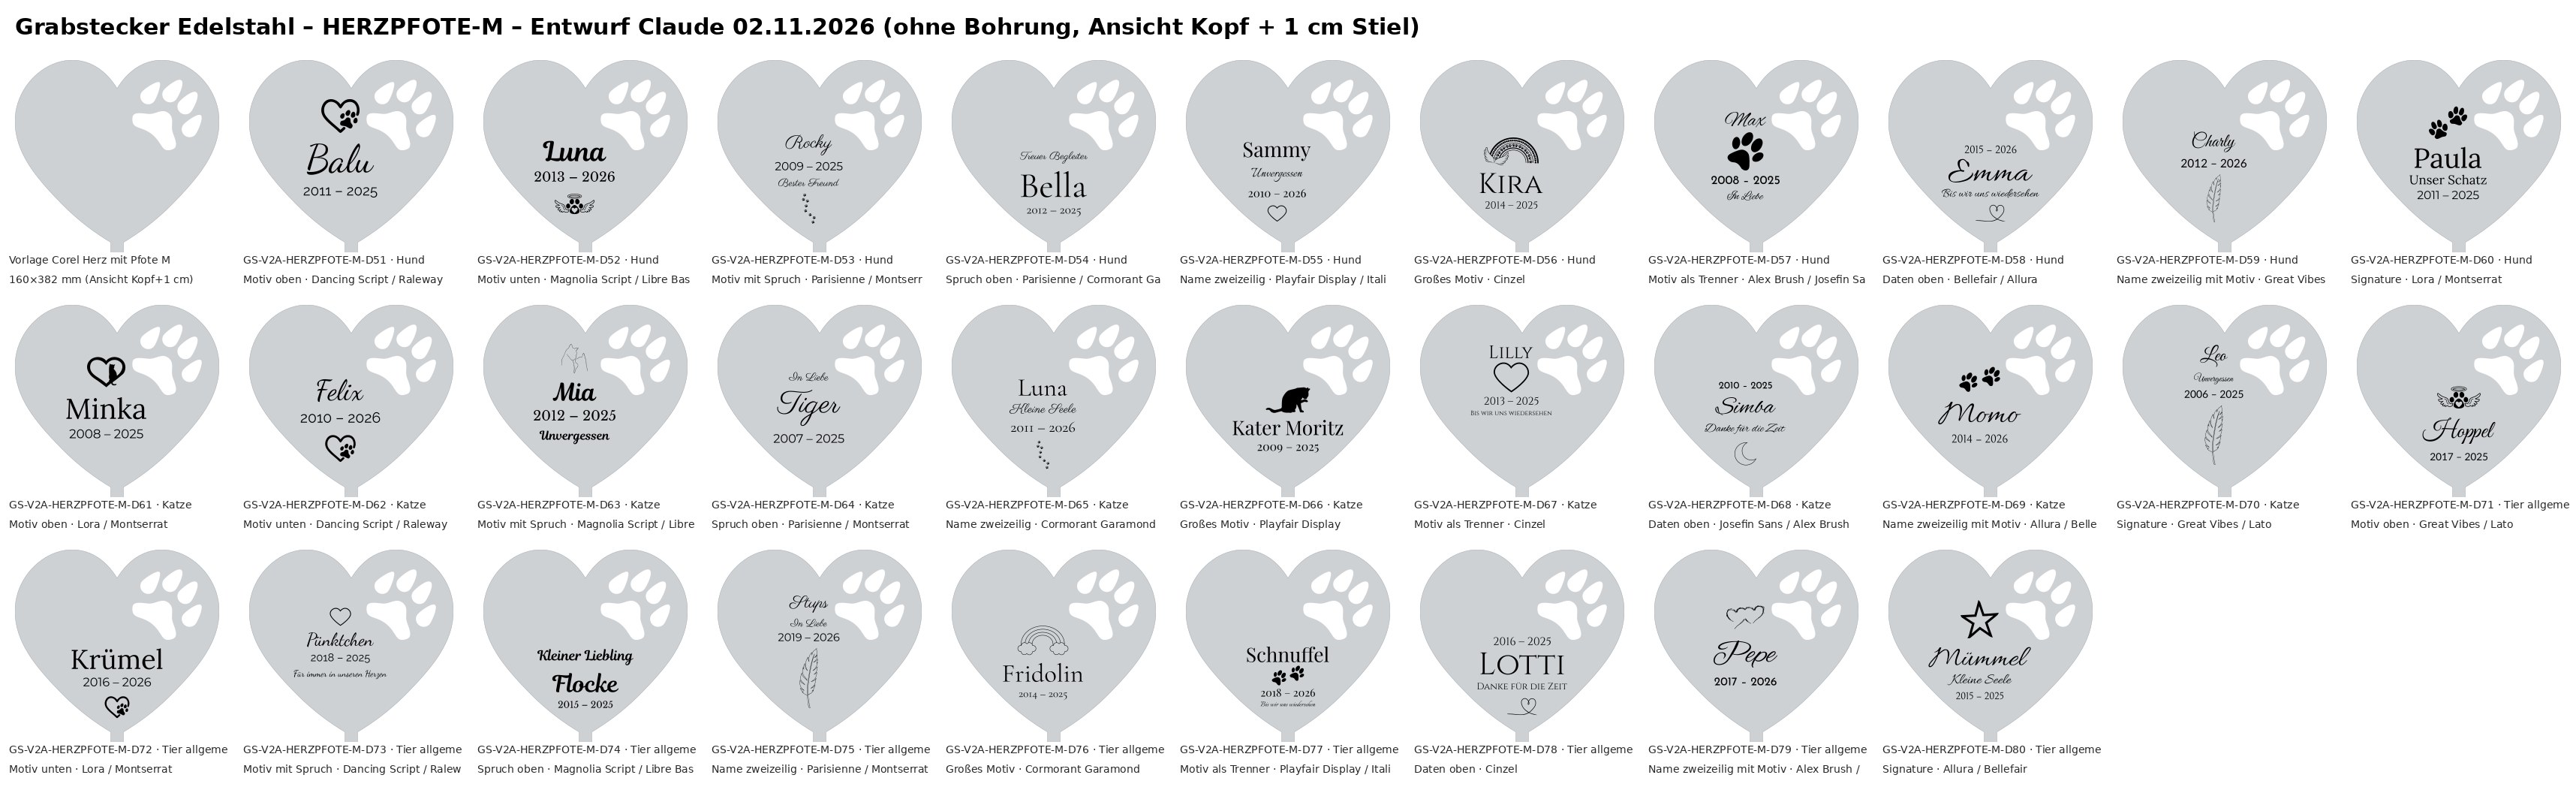 Grabstecker Edelstahl – HERZPFOTE-M – Entwurf Claude 02.11.2026 (ohne Bohrung, Ansicht Kopf + 1 cm Stiel)
Vorlage Corel Herz mit Pfote M
160×382 mm (Ansicht Kopf+1 cm)
Balu
2011 – 2025
GS-V2A-HERZPFOTE-M-D51 · Hund
Motiv oben · Dancing Script / Raleway
Luna
2013 – 2026
GS-V2A-HERZPFOTE-M-D52 · Hund
Motiv unten · Magnolia Script / Libre Bas
Rocky
2009 – 2025
Bester Freund
GS-V2A-HERZPFOTE-M-D53 · Hund
Motiv mit Spruch · Parisienne / Montserr
Treuer Begleiter
Bella
2012 – 2025
GS-V2A-HERZPFOTE-M-D54 · Hund
Spruch oben · Parisienne / Cormorant Ga
Sammy
Unvergessen
2010 – 2026
GS-V2A-HERZPFOTE-M-D55 · Hund
Name zweizeilig · Playfair Display / Itali
KIRA
2014 – 2025
GS-V2A-HERZPFOTE-M-D56 · Hund
Großes Motiv · Cinzel
Max
2008 – 2025
In Liebe
GS-V2A-HERZPFOTE-M-D57 · Hund
Motiv als Trenner · Alex Brush / Josefin Sa
2015 – 2026
Emma
Bis wir uns wiedersehen
GS-V2A-HERZPFOTE-M-D58 · Hund
Daten oben · Bellefair / Allura
Charly
2012 – 2026
GS-V2A-HERZPFOTE-M-D59 · Hund
Name zweizeilig mit Motiv · Great Vibes
Paula
Unser Schatz
2011 – 2025
GS-V2A-HERZPFOTE-M-D60 · Hund
Signature · Lora / Montserrat
Minka
2008 – 2025
GS-V2A-HERZPFOTE-M-D61 · Katze
Motiv oben · Lora / Montserrat
Felix
2010 – 2026
GS-V2A-HERZPFOTE-M-D62 · Katze
Motiv unten · Dancing Script / Raleway
Mia
2012 – 2025
Unvergessen
GS-V2A-HERZPFOTE-M-D63 · Katze
Motiv mit Spruch · Magnolia Script / Libre
In Liebe
Tiger
2007 – 2025
GS-V2A-HERZPFOTE-M-D64 · Katze
Spruch oben · Parisienne / Montserrat
Luna
Kleine Seele
2011 – 2026
GS-V2A-HERZPFOTE-M-D65 · Katze
Name zweizeilig · Cormorant Garamond
Kater Moritz
2009 – 2025
GS-V2A-HERZPFOTE-M-D66 · Katze
Großes Motiv · Playfair Display
LILLY
2013 – 2025
BIS WIR UNS WIEDERSEHEN
GS-V2A-HERZPFOTE-M-D67 · Katze
Motiv als Trenner · Cinzel
2010 – 2025
Simba
Danke für die Zeit
GS-V2A-HERZPFOTE-M-D68 · Katze
Daten oben · Josefin Sans / Alex Brush
Momo
2014 – 2026
GS-V2A-HERZPFOTE-M-D69 · Katze
Name zweizeilig mit Motiv · Allura / Belle
Leo
Unvergessen
2006 – 2025
GS-V2A-HERZPFOTE-M-D70 · Katze
Signature · Great Vibes / Lato
Hoppel
2017 – 2025
GS-V2A-HERZPFOTE-M-D71 · Tier allgeme
Motiv oben · Great Vibes / Lato
Krümel
2016 – 2026
GS-V2A-HERZPFOTE-M-D72 · Tier allgeme
Motiv unten · Lora / Montserrat
Pünktchen
2018 – 2025
Für immer in unseren Herzen
GS-V2A-HERZPFOTE-M-D73 · Tier allgeme
Motiv mit Spruch · Dancing Script / Ralew
Kleiner Liebling
Flocke
2015 – 2025
GS-V2A-HERZPFOTE-M-D74 · Tier allgeme
Spruch oben · Magnolia Script / Libre Bas
Stups
In Liebe
2019 – 2026
GS-V2A-HERZPFOTE-M-D75 · Tier allgeme
Name zweizeilig · Parisienne / Montserrat
Fridolin
2014 – 2025
GS-V2A-HERZPFOTE-M-D76 · Tier allgeme
Großes Motiv · Cormorant Garamond
Schnuffel
2018 – 2026
Bis wir uns wiedersehen
GS-V2A-HERZPFOTE-M-D77 · Tier allgeme
Motiv als Trenner · Playfair Display / Itali
2016 – 2025
LOTTI
DANKE FÜR DIE ZEIT
GS-V2A-HERZPFOTE-M-D78 · Tier allgeme
Daten oben · Cinzel
Pepe
2017 – 2026
GS-V2A-HERZPFOTE-M-D79 · Tier allgeme
Name zweizeilig mit Motiv · Alex Brush /
Mümmel
Kleine Seele
2015 – 2025
GS-V2A-HERZPFOTE-M-D80 · Tier allgeme
Signature · Allura / Bellefair